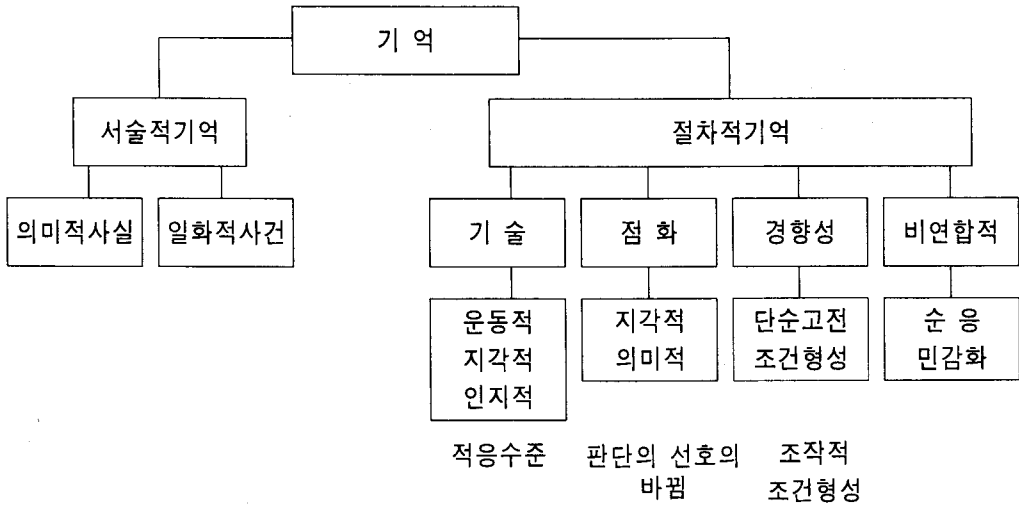 기 억
서술적기억 절차적기억
의미적사실 일화적사건 기 술 점 화 경향성 비연합적
운동적 지각적 단순고전 순 응
지각적 의미적 조건형성 민감화
인지적
적응수준 판단의 선호의 조작적
바뀜 조건형성